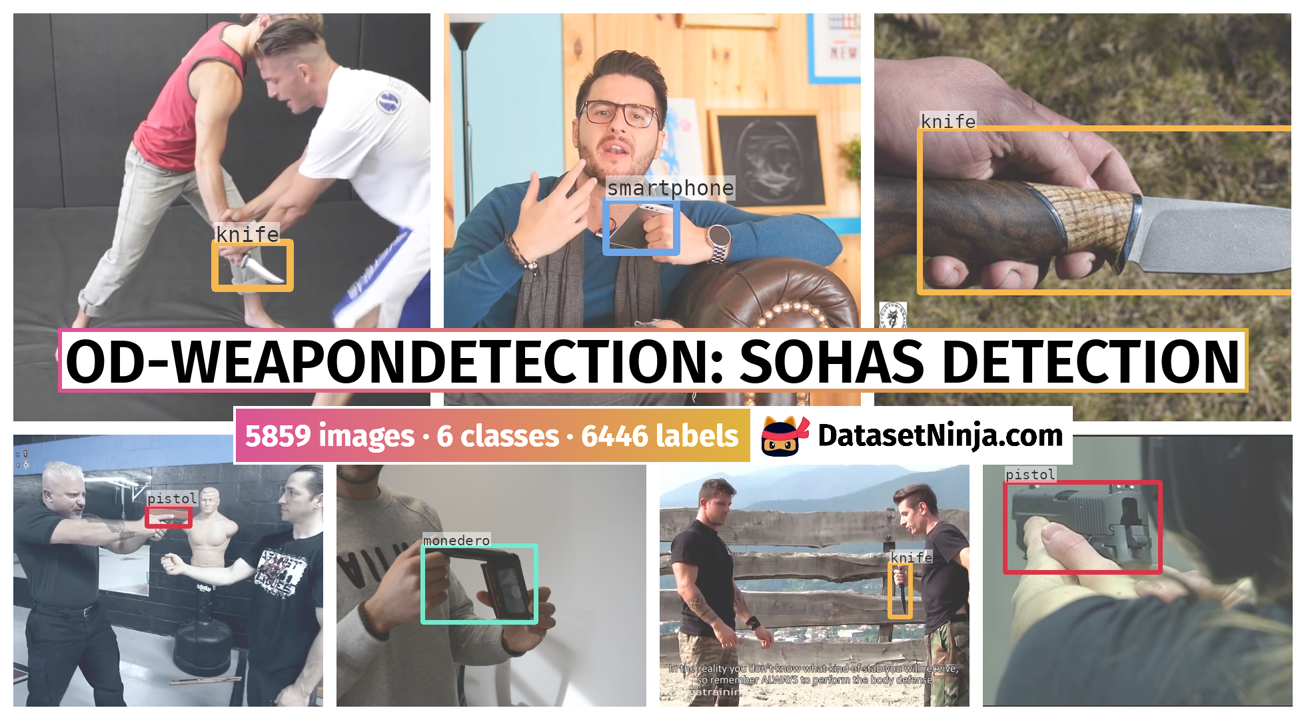 NEW
knife
smartphone
knife
OD-WEAPONDETECTION: SOHAS DETECTION
5859 images · 6 classes · 6446 labels
DatasetNinja.com
pistol
monedero
knife
In the reality you don't know what kind of stab you will receive,
so remember ALWAYS to perform the body defense
pistol